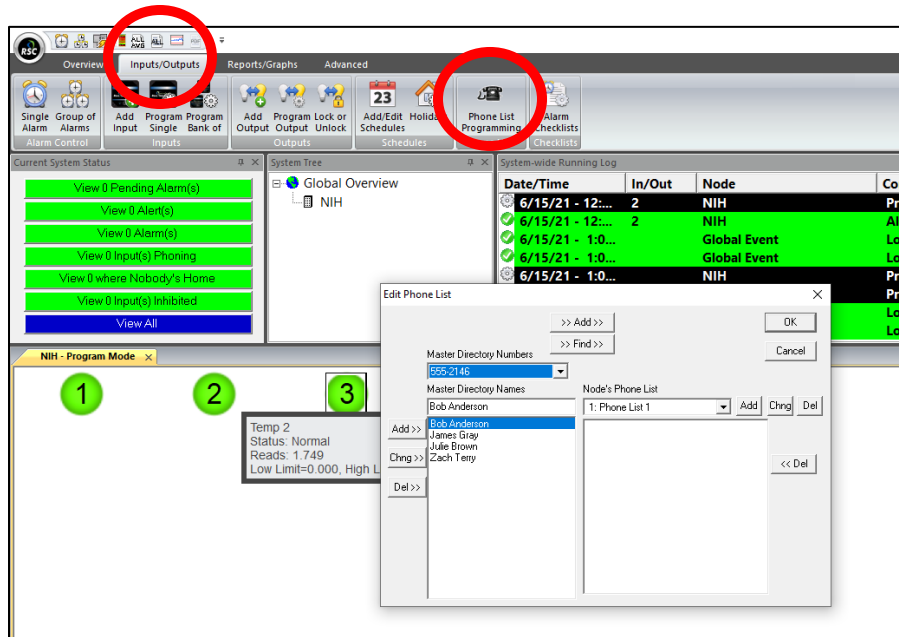 RSC
ALL AVG
ALL
Overview
Inputs/Outputs
Reports/Graphs
Advanced
23
Single Alarm
Group of Alarms
Add Input
Program Single
Program Bank of
Add Output
Program Output
Lock or Unlock
Add/Edit Schedules
Phone List Programming
Alarm Checklists
Alarm Control
Inputs
Outputs
Schedules
Checklists
Current System Status
System Tree
System-wide Running Log
View 0 Pending Alarm(s)
View 0 Alert(s)
View 0 Alarm(s)
View 0 Input(s) Phoning
View 0 where Nobody's Home
View 0 Input(s) Inhibited
View All
Global Overview
NIH
Date/Time In/Out Node Co
6/15/21 - 12:... 2 NIH Pr
6/15/21 - 12:... 2 NIH Al
6/15/21 - 1:0... Global Event Lo
6/15/21 - 1:0... Global Event Lo
6/15/21 - 1:0... NIH Pr
Pr
Lo
Lo
NIH - Program Mode
1
2
3
Temp 2
Status: Normal
Reads: 1.749
Low Limit=0.000, High L
Edit Phone List
>> Add >>
>> Find >>
OK
Cancel
Master Directory Numbers
555-2146
Master Directory Names
Bob Anderson
Bob Anderson
James Gray
Julie Brown
Zach Terry
Add >>
Chng >>
Del >>
Node's Phone List
1: Phone List 1
Add
Chng
Del
<< Del